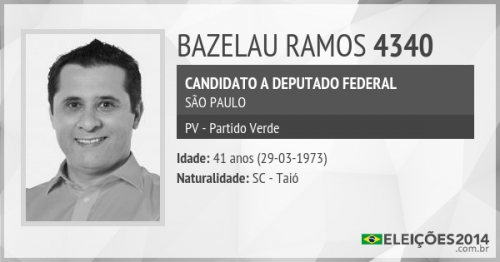 BAZELAU RAMOS 4340
CANDIDATO A DEPUTADO FEDERAL
SÃO PAULO
PV - Partido Verde
Idade: 41 anos (29-03-1973)
Naturalidade: SC - Taió
ELEIÇÕES2014
.com.br